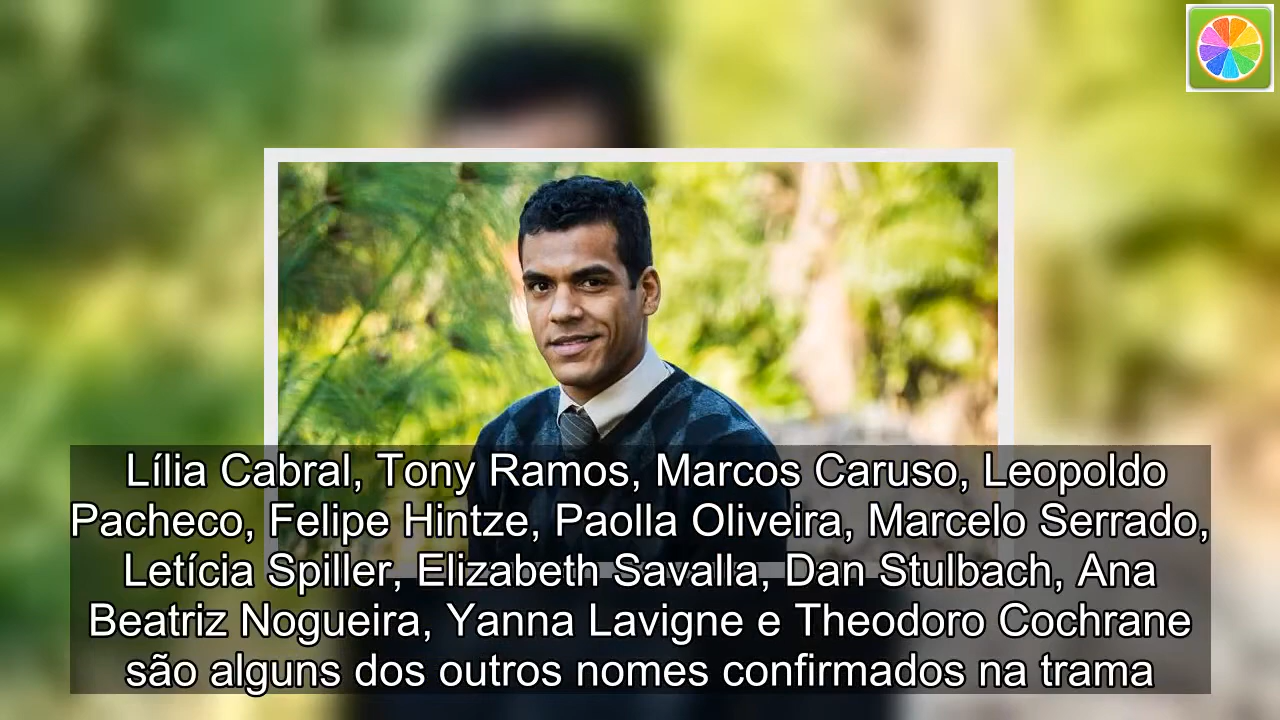 Lília Cabral, Tony Ramos, Marcos Caruso, Leopoldo
Pacheco, Felipe Hintze, Paolla Oliveira, Marcelo Serrado,
Letícia Spiller, Elizabeth Savalla, Dan Stulbach, Ana
Beatriz Nogueira, Yanna Lavigne e Theodoro Cochrane
são alguns dos outros nomes confirmados na trama